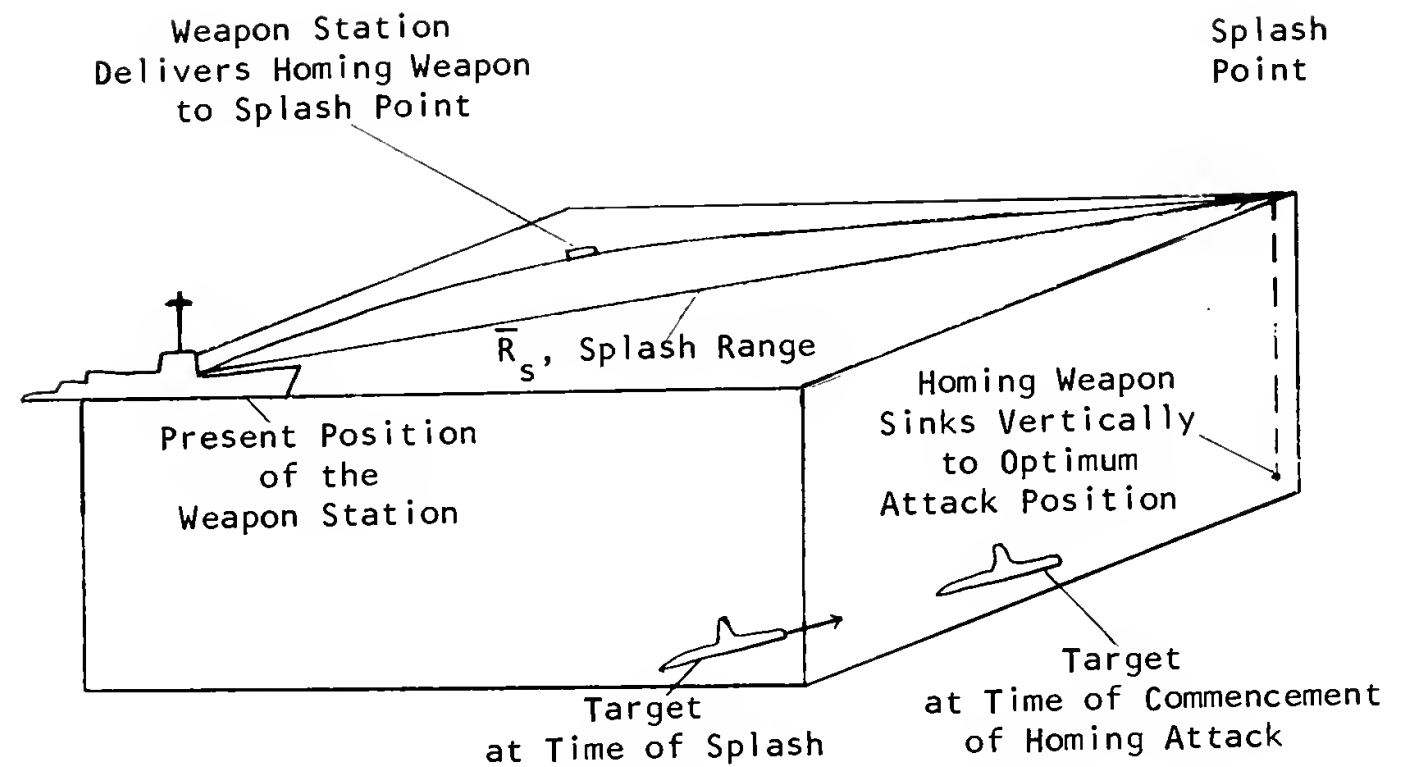 Weapon Station
Delivers Homing Weapon
to Splash Point
Splash
Point
R̅s, Splash Range
Homing Weapon
Sinks Vertically
to Optimum
Attack Position
Present Position
of the
Weapon Station
Target
at Time of Commencement
of Homing Attack
Target
at Time of Splash